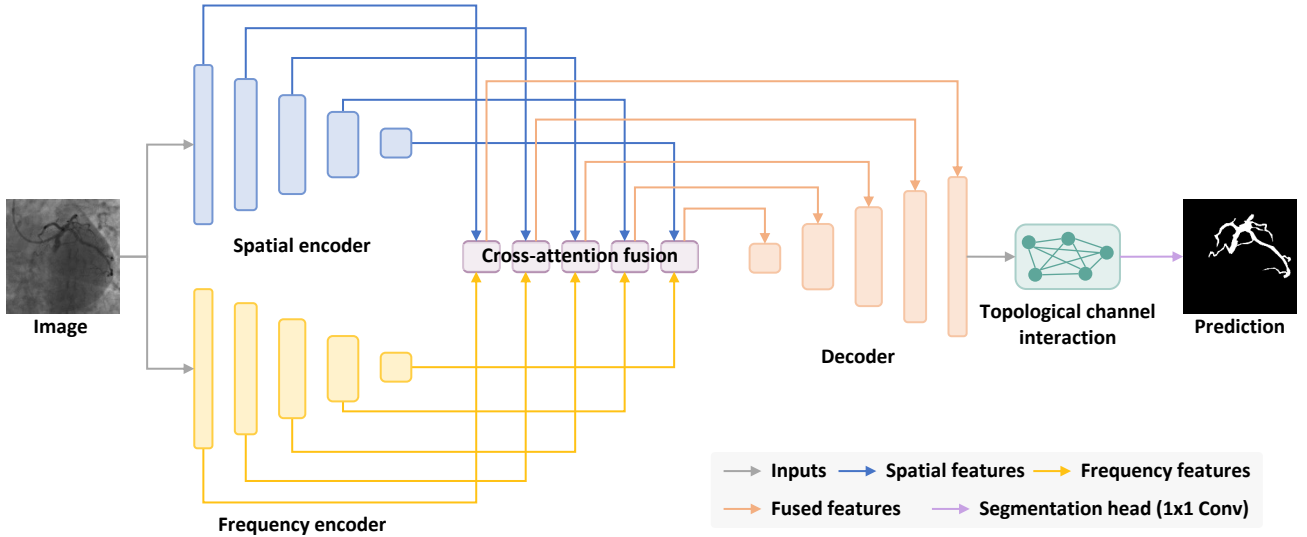 Spatial encoder
Cross-attention fusion
Image
Topological channel
interaction
Prediction
Decoder
Frequency encoder
Inputs
Spatial features
Frequency features
Fused features
Segmentation head (1x1 Conv)